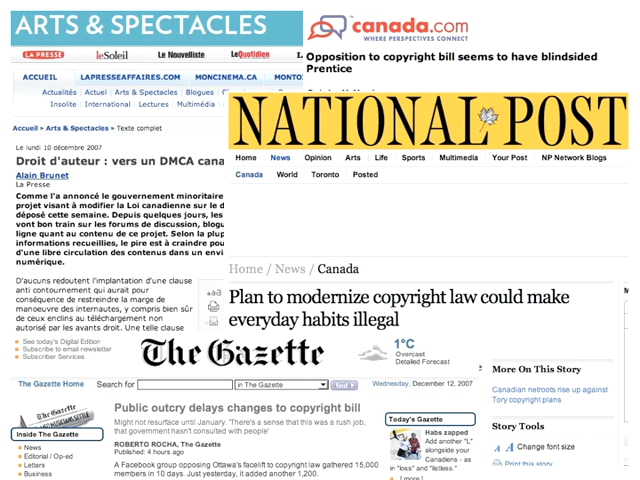 ARTS & SPECTACLES
LA PRESSE leSoleil Le Nouvelliste LeQuotidien
ACCUEIL LAPRESSEAFFAIRES.COM MONCINEMA.CA MONTO
Actualités Actuel Arts & Spectacles Blogues
Insolite International Lectures Multimédia
Accueil » Arts & Spectacles » Texte complet
Le lundi 10 décembre 2007
Droit d'auteur : vers un DMCA cana
Alain Brunet
La Presse
Comme l'a annoncé le gouvernement minoritaire
projet visant à modifier la Loi canadienne sur le d
déposé cette semaine. Depuis quelques jours, les
vont bon train sur les forums de discussion, blogu
ligne quant au contenu de ce projet. Selon la plup
informations recueillies, le pire est à craindre pou
d'une libre circulation des contenus dans un envi
numérique.
D'aucuns redoutent l'implantation d'une clause
anti contournement qui aurait pour
conséquence de restreindre la marge de
manoeuvre des internautes, y compris bien sûr
de ceux enclins au téléchargement non
autorisé par les ayants droit. Une telle clause
aa
canada.com
WHERE PERSPECTIVES CONNECT
Opposition to copyright bill seems to have blindsided
Prentice
NATIONAL POST
Home News Opinion Arts Life Sports Multimedia Your Post NP Network Blogs
Canada World Toronto Posted
Home / News / Canada
Plan to modernize copyright law could make
everyday habits illegal
More On This Story
Canadian netroots rise up against
Tory copyright plans
Story Tools
A A Change font size
Print this story
See today's Digital Edition
Subscribe to email newsletter
Subscriber Services
The Gazette
1°C
Overcast
Detailed Forecast
The Gazette Home Search for in The Gazette find Wednesday, December 12, 2007
The Gazette
Inside The Gazette
News
Editorial / Op-ed
Letters
Business
Public outcry delays changes to copyright bill
Might not resurface until January. 'There's a sense that this was a rush job,
that government hasn't consulted with people'
ROBERTO ROCHA, The Gazette
Published: 4 hours ago
A Facebook group opposing Ottawa's facelift to copyright law gathered 15,000
members in 10 days. Just yesterday, it added another 1,200.
Today's Gazette
Habs zapped
Add another "L"
alongside your
Canadiens - as
in "loss" and "listless."
[ more.. ]